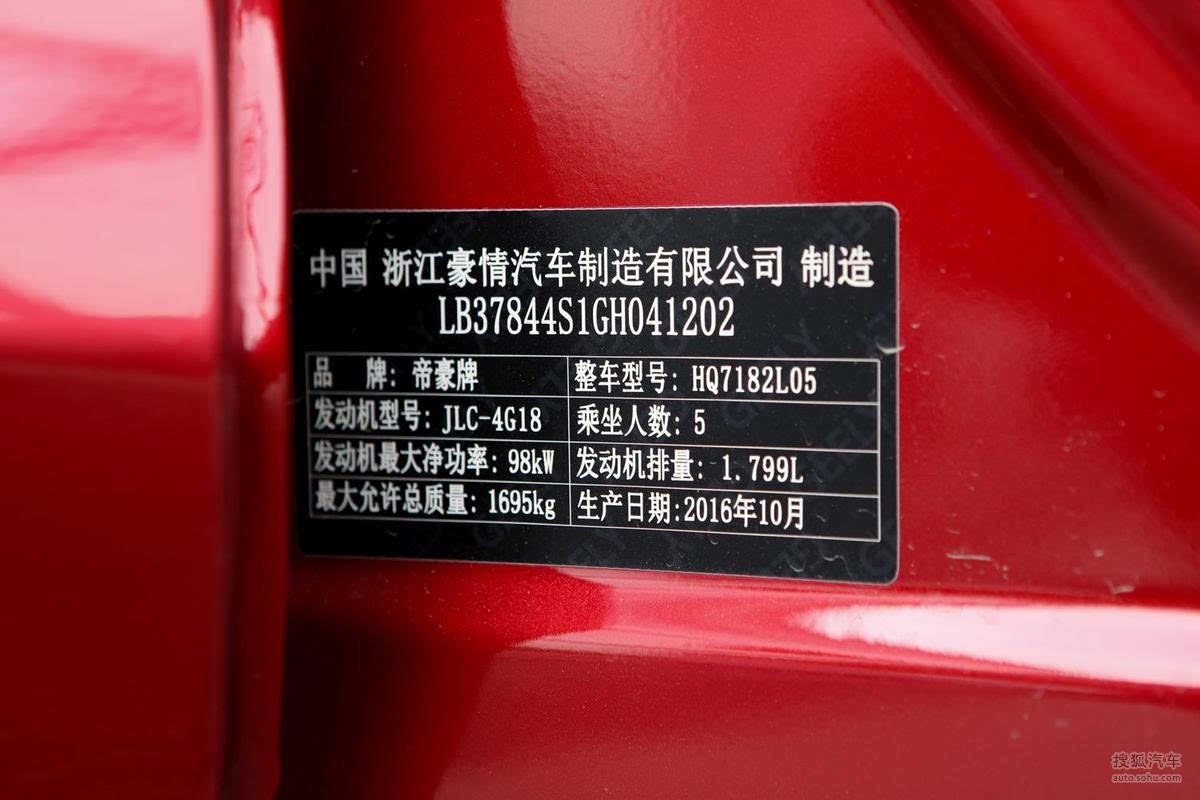 中国 浙江豪情汽车制造有限公司 制造
LB37844S1GH041202
品 牌: 帝豪牌 整车型号: HQ7182L05
发动机型号: JLC-4G18 乘坐人数: 5
发动机最大净功率: 98kW 发动机排量: 1.799L
最大允许总质量: 1695kg 生产日期:2016年10月
搜狐汽车
auto.sohu.com